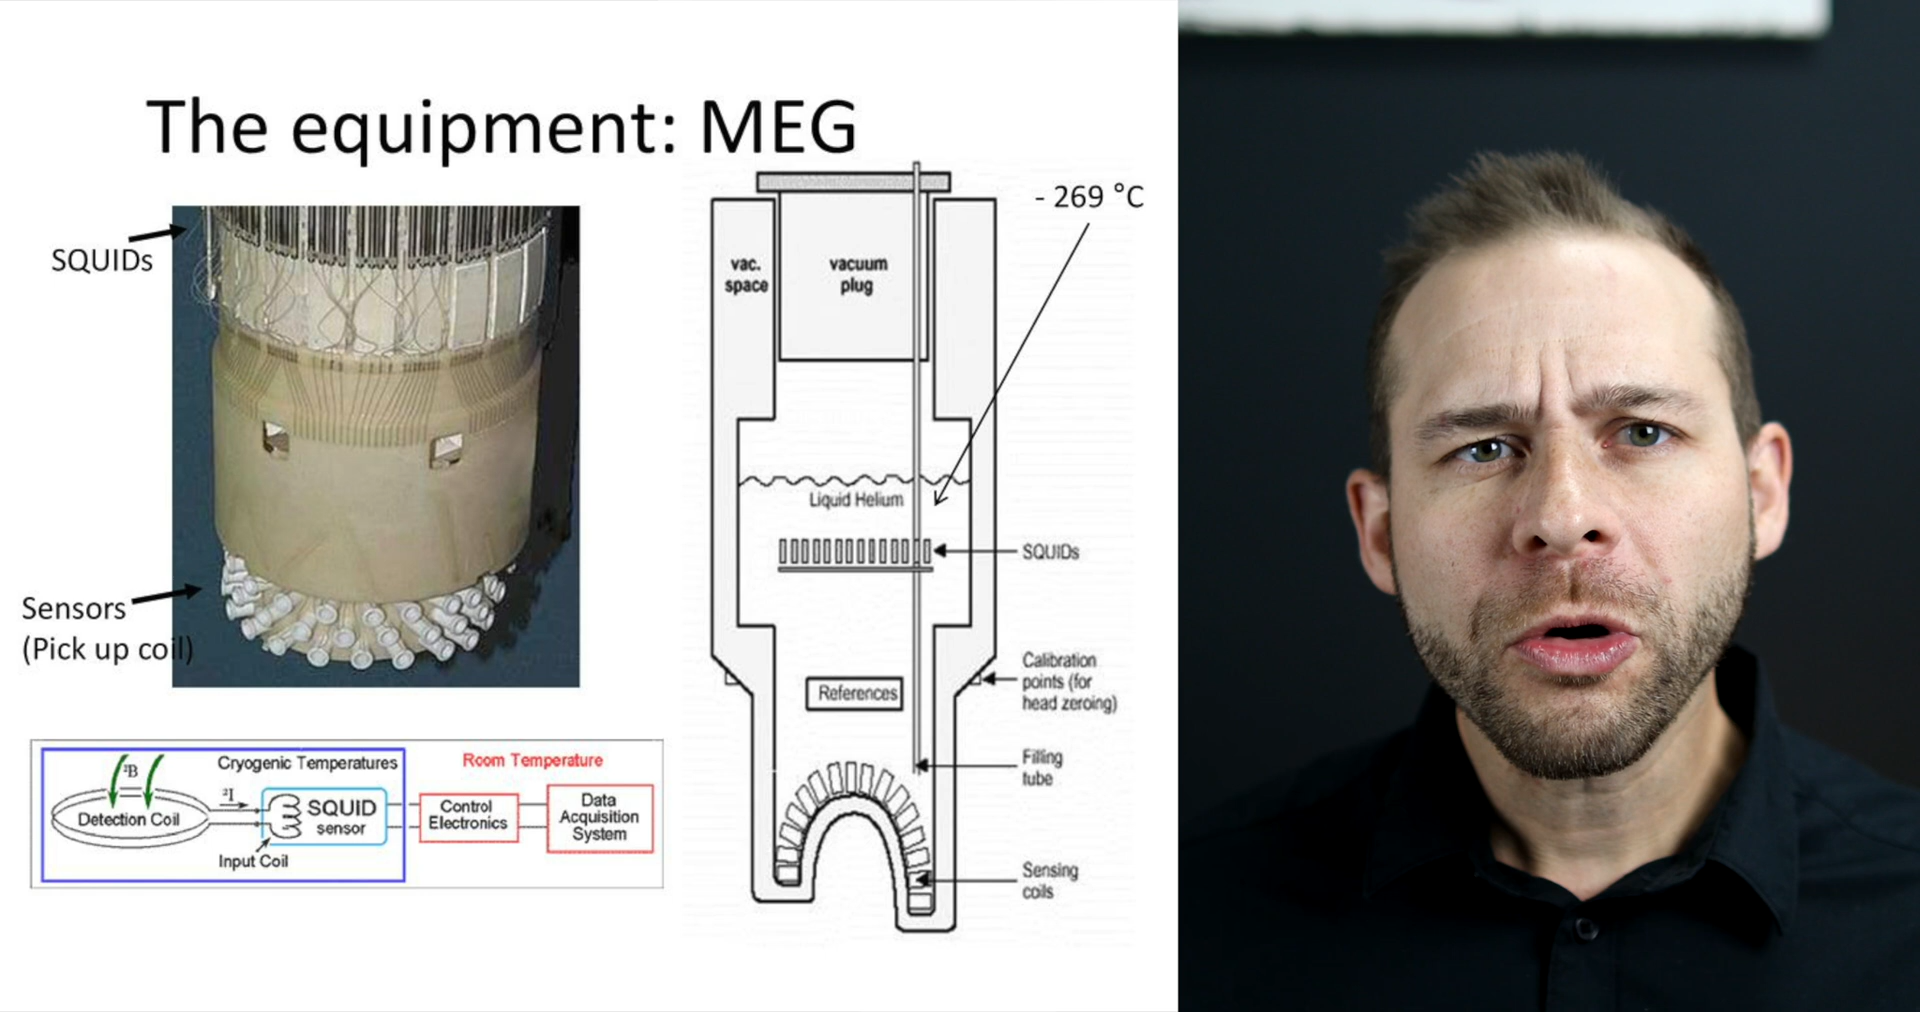 The equipment: MEG
SQUIDs
Sensors
(Pick up coil)
- 269 °C
vac.
space
vacuum
plug
Liquid Helium
SQUIDs
References
Calibration
points (for
head zeroing)
Filling
tube
Sensing
coils
Cryogenic Temperatures
Room Temperature
²B
²I
Detection Coil
SQUID
sensor
Input Coil
Control
Electronics
Data
Acquisition
System